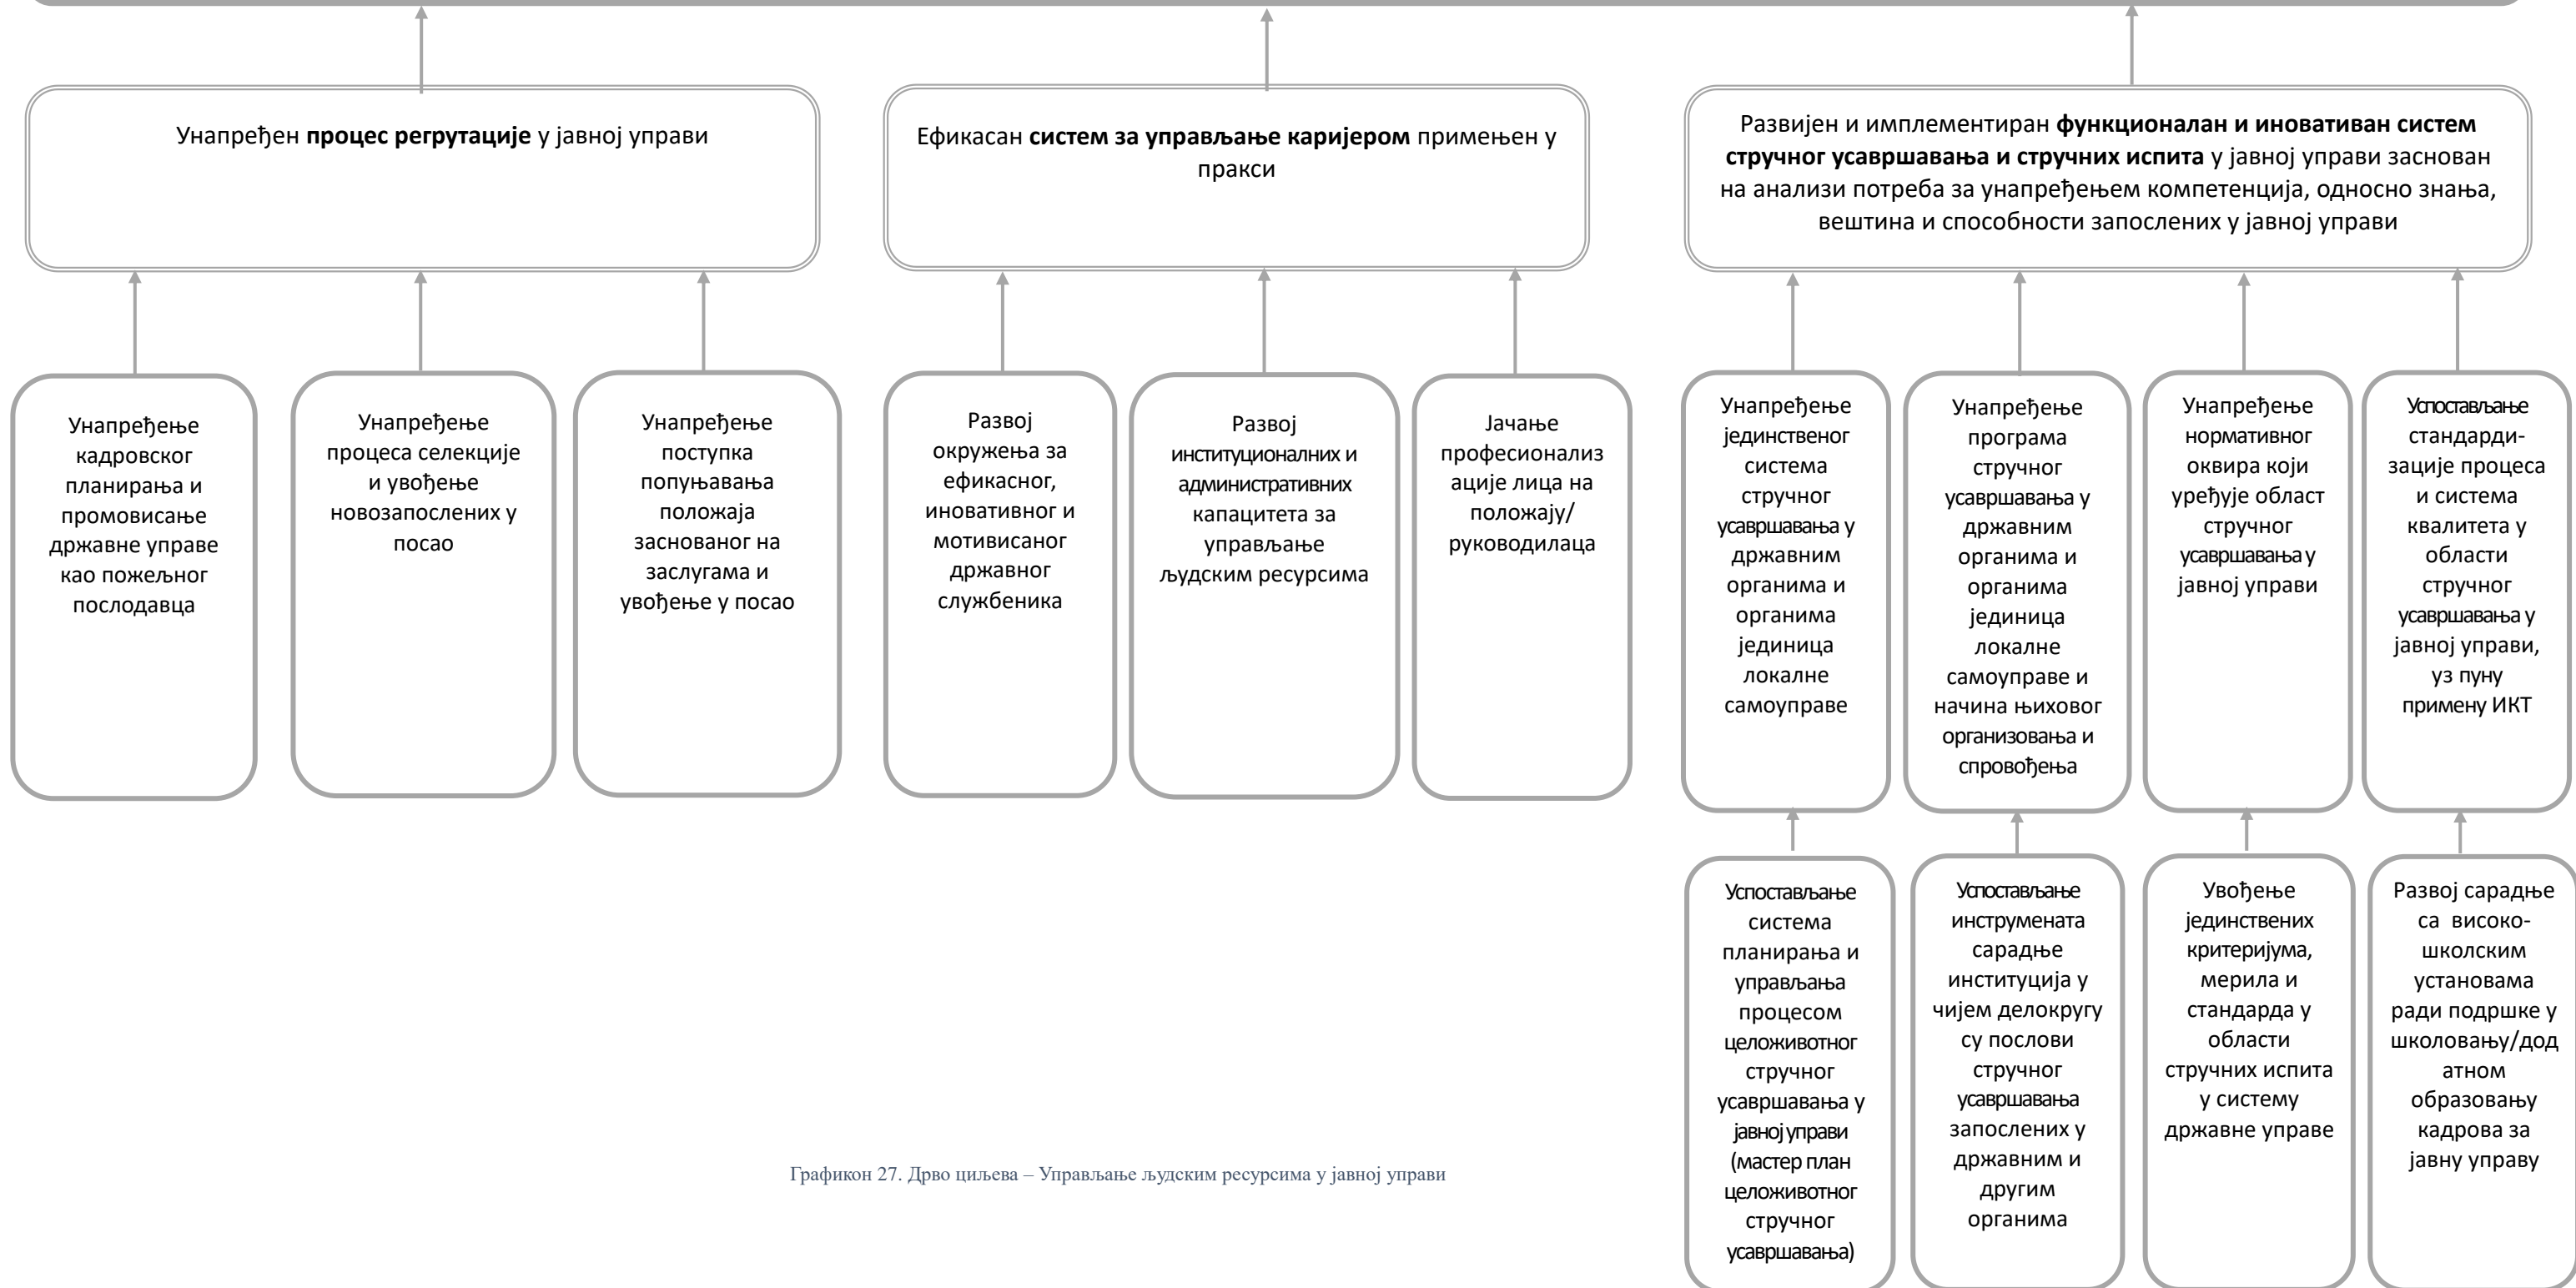 Унапређен процес регрутације у јавној управи
Ефикасан систем за управљање каријером примењен у
пракси
Развијен и имплементиран функционалан и иновативан систем
стручног усавршавања и стручних испита у јавној управи заснован
на анализи потреба за унапређењем компетенција, односно знања,
вештина и способности запослених у јавној управи
Унапређење
кадровског
планирања и
промовисање
државне управе
као пожељног
послодавца
Унапређење
процеса селекције
и увођење
новозапослених у
посао
Унапређење
поступка
попуњавања
положаја
заснованог на
заслугама и
увођење у посао
Развој
окружења за
ефикасног,
иновативног и
мотивисаног
државног
службеника
Развој
институционалних и
административних
капацитета за
управљање
људским ресурсима
Јачање
професионализ
ације лица на
положају/
руководилаца
Унапређење
јединственог
система
стручног
усавршавања у
државним
органима и
органима
јединица
локалне
самоуправе
Унапређење
програма
стручног
усавршавања у
државним
органима и
органима
јединица
локалне
самоуправе и
начина њиховог
организовања и
спровођења
Унапређење
нормативног
оквира који
уређује област
стручног
усавршавања у
јавној управи
Успостављање
стандарди-
зације процеса
и система
квалитета у
области
стручног
усавршавања у
јавној управи,
уз пуну
примену ИКТ
Успостављање
система
планирања и
управљања
процесом
целоживотног
стручног
усавршавања у
јавној управи
(мастер план
целоживотног
стручног
усавршавања)
Успостављање
инструмената
сарадње
институција у
чијем делокругу
су послови
стручног
усавршавања
запослених у
државним и
другим
органима
Увођење
јединствених
критеријума,
мерила и
стандарда у
области
стручних испита
у систему
државне управе
Развој сарадње
са високо-
школским
установама
ради подршке у
школовању/дод
атном
образовању
кадрова за
јавну управу
Графикон 27. Дрво циљева – Управљање људским ресурсима у јавној управи